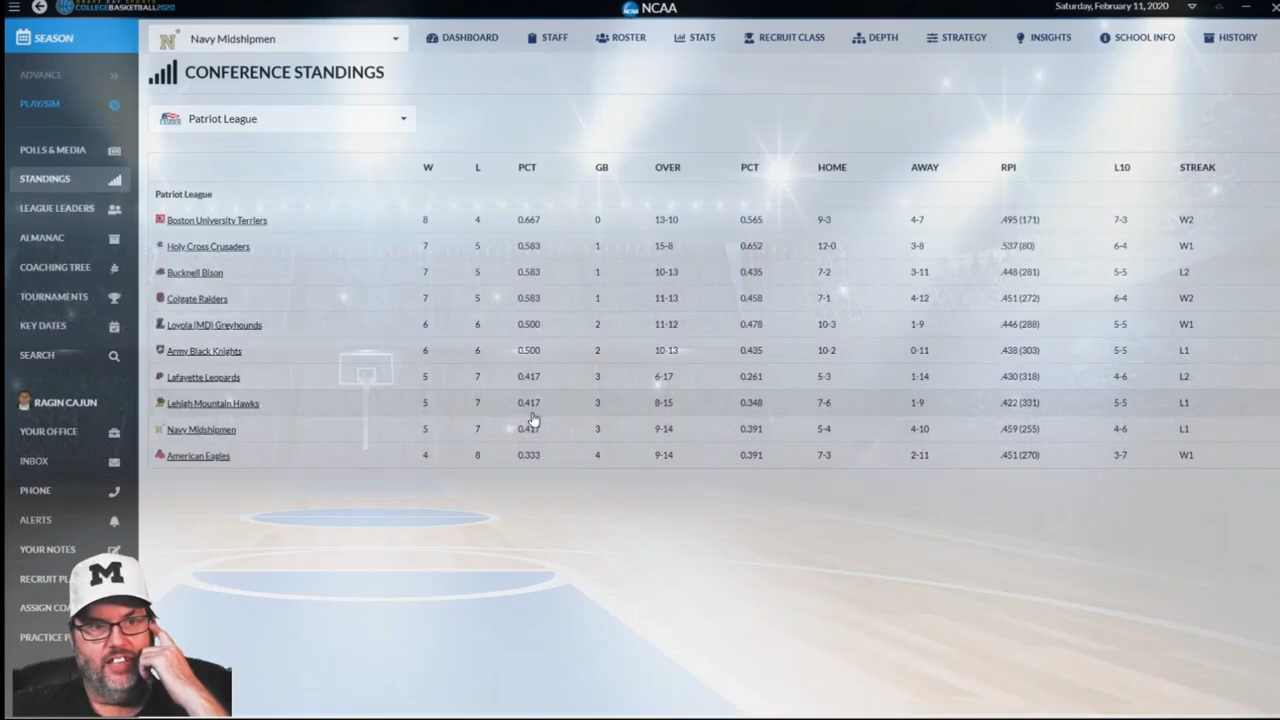 DRAFT DAY SPORTS
COLLEGE BASKETBALL 2020
NCAA
Saturday, February 11, 2020
SEASON
N Navy Midshipmen
DASHBOARD STAFF ROSTER STATS RECRUIT CLASS DEPTH STRATEGY INSIGHTS SCHOOL INFO HISTORY
ADVANCE
PLAY/SIM
POLLS & MEDIA
STANDINGS
LEAGUE LEADERS
ALMANAC
COACHING TREE
TOURNAMENTS
KEY DATES
SEARCH
RAGIN CAJUN
YOUR OFFICE
INBOX
PHONE
ALERTS
YOUR NOTES
RECRUIT PL
ASSIGN COA
PRACTICE P
CONFERENCE STANDINGS
Patriot League
W L PCT GB OVER PCT HOME AWAY RPI L10 STREAK
Patriot League
Boston University Terriers 8 4 0.667 0 13-10 0.565 9-3 4-7 .495 (171) 7-3 W2
Holy Cross Crusaders 7 5 0.583 1 15-8 0.652 12-0 3-8 .537 (80) 6-4 W1
Bucknell Bison 7 5 0.583 1 10-13 0.435 7-2 3-11 .448 (281) 5-5 L2
Colgate Raiders 7 5 0.583 1 11-13 0.458 7-1 4-12 .451 (272) 6-4 W2
Loyola (MD) Greyhounds 6 6 0.500 2 11-12 0.478 10-3 1-9 .446 (288) 5-5 W1
Army Black Knights 6 6 0.500 2 10-13 0.435 10-2 0-11 .438 (303) 5-5 L1
Lafayette Leopards 5 7 0.417 3 6-17 0.261 5-3 1-14 .430 (318) 4-6 L2
Lehigh Mountain Hawks 5 7 0.417 3 8-15 0.348 7-6 1-9 .422 (331) 5-5 L1
Navy Midshipmen 5 7 0.417 3 9-14 0.391 5-4 4-10 .459 (255) 4-6 L1
American Eagles 4 8 0.333 4 9-14 0.391 7-3 2-11 .451 (270) 3-7 W1
M